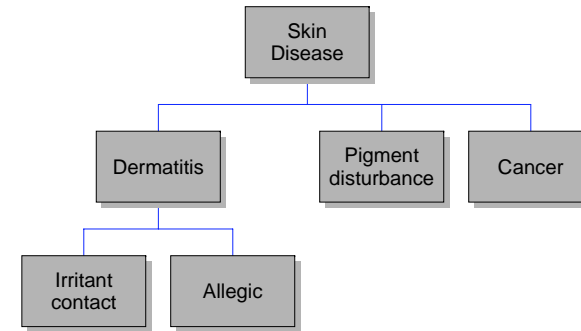 Skin
Disease
Dermatitis
Pigment
disturbance
Cancer
Irritant
contact
Allegic